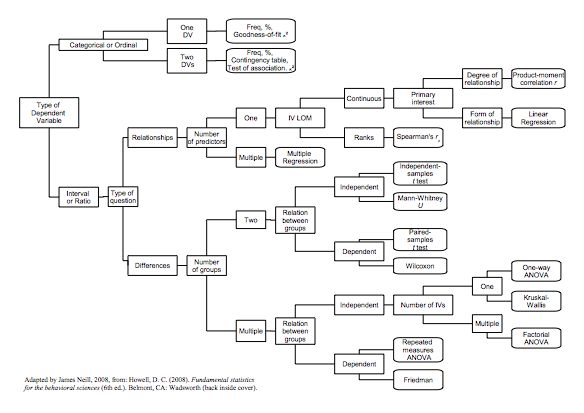 One
DV
Freq, %,
Goodness-of-fit x²
Categorical or Ordinal
Two
DVs
Freq, %,
Contingency table,
Test of association x²
Type of
Dependent
Variable
Interval
or Ratio
Type of
question
Relationships
Number
of predictors
One
IV LOM
Continuous
Primary
interest
Degree of
relationship
Product-moment
correlation r
Form of
relationship
Linear
Regression
Ranks
Spearman's rs
Multiple
Multiple
Regression
Differences
Number
of groups
Two
Relation
between
groups
Independent
Independent-
samples
t test
Mann-Whitney
U
Dependent
Paired-
samples
t test
Wilcoxon
Multiple
Relation
between
groups
Independent
Number of IVs
One
One-way
ANOVA
Kruskal-
Wallis
Multiple
Factorial
ANOVA
Dependent
Repeated
measures
ANOVA
Friedman
Adapted by James Neill, 2008, from: Howell, D. C. (2008). Fundamental statistics
for the behavioral sciences (6th ed.). Belmont, CA: Wadsworth (back inside cover).